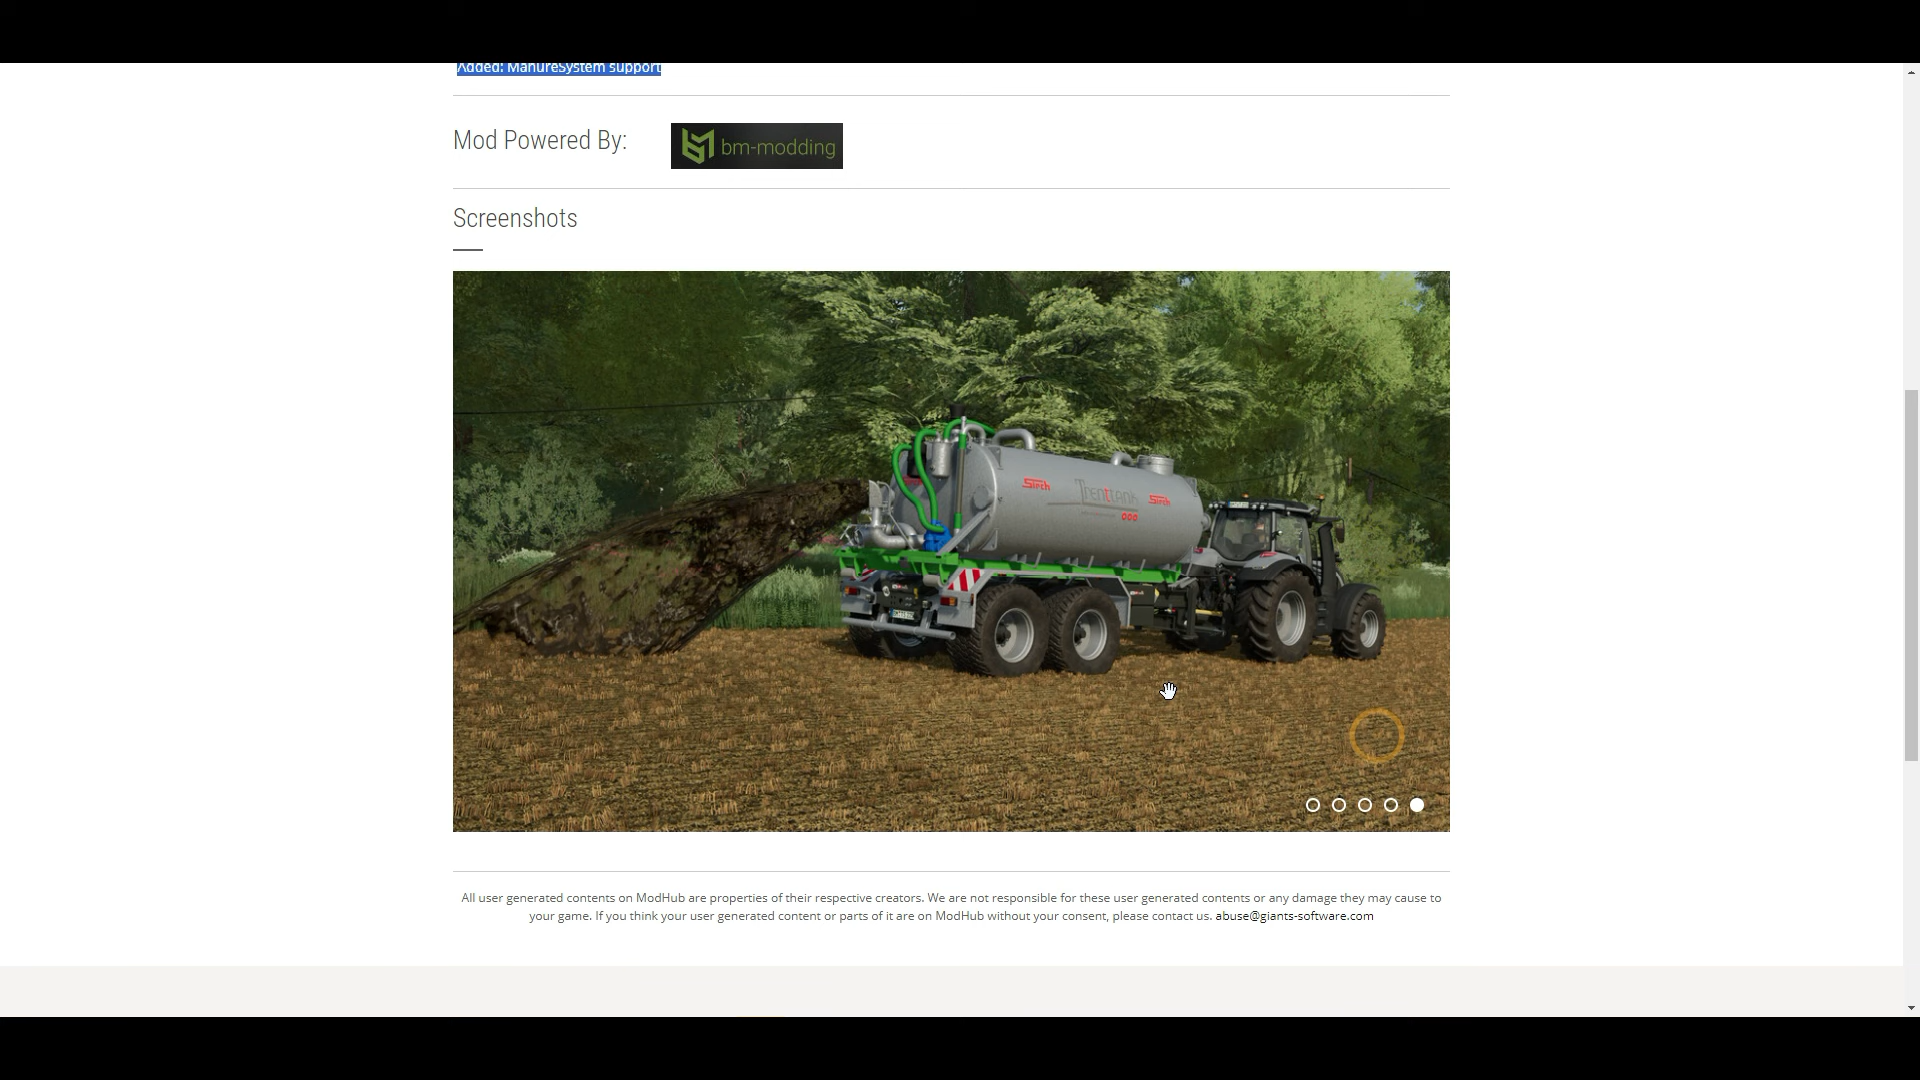 Added: ManureSystem support
Mod Powered By:
bm-modding
Screenshots
All user generated contents on ModHub are properties of their respective creators. We are not responsible for these user generated contents or any damage they may cause to
your game. If you think your user generated content or parts of it are on ModHub without your consent, please contact us. abuse@giants-software.com